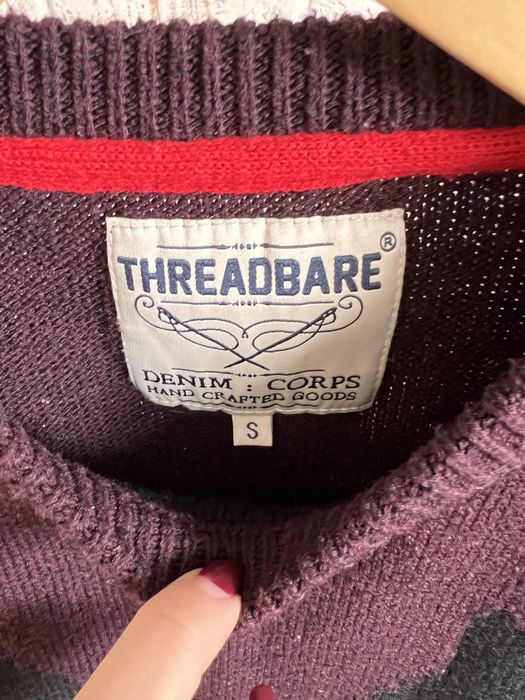 THREADBARE®
DENIM : CORPS
HAND CRAFTED GOODS
S